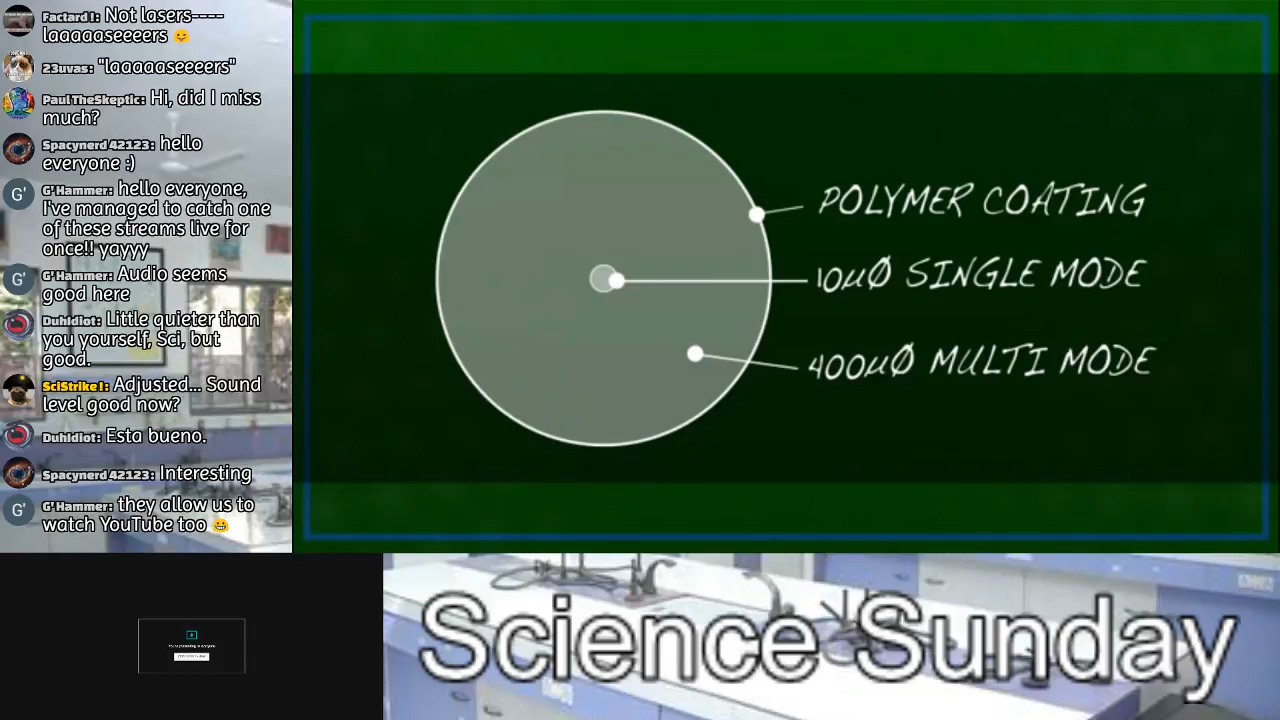 Factard!: Not lasers----
laaaaaseeeers 😛
23uvas: "laaaaaseeeers"
PaulTheSkeptic: Hi, did I miss
much?
Spacynerd42123: hello
everyone :)
G' Hammer: hello everyone,
I've managed to catch one
of these streams live for
once!! yayyy
G' Hammer: Audio seems
good here
DuhIdiot: Little quieter than
you yourself, Sci, but
good.
SciStrike!: Adjusted... Sound
level good now?
DuhIdiot: Esta bueno.
Spacynerd42123: Interesting
G' Hammer: they allow us to
watch YouTube too 😀
G'
G'
G'
POLYMER COATING
10µØ SINGLE MODE
400µØ MULTI MODE
Science Sunday